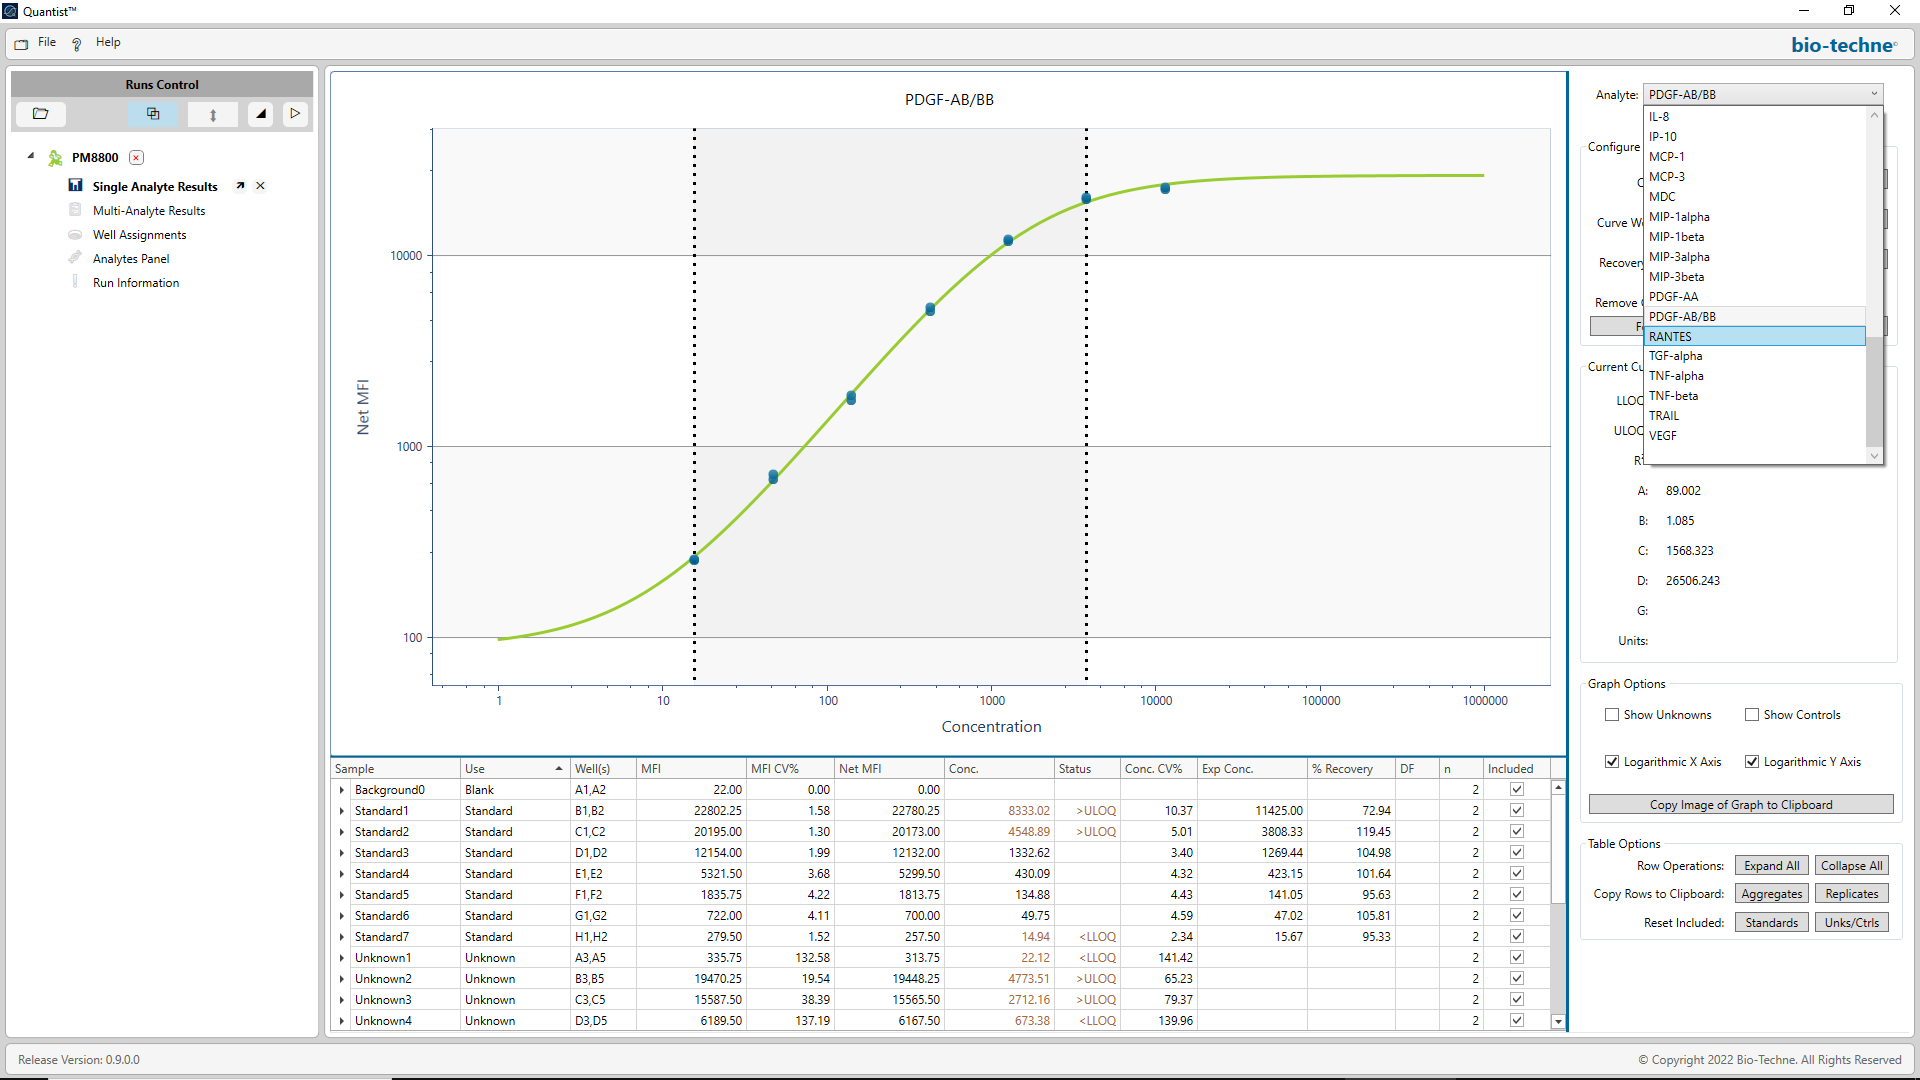 Quantist™
File
Help
bio-techne
Runs Control
PM8800
Single Analyte Results
Multi-Analyte Results
Well Assignments
Analytes Panel
Run Information
PDGF-AB/BB
10000
1000
100
Net MFI
1 10 100 1000 10000 100000 1000000
Concentration
Sample Use Well(s) MFI MFI CV% Net MFI Conc. Status Conc. CV% Exp Conc. % Recovery DF n Included
Background0 Blank A1,A2 22.00 0.00 0.00 2
Standard1 Standard B1,B2 22802.25 1.58 22780.25 8333.02 >ULOQ 10.37 11425.00 72.94 2
Standard2 Standard C1,C2 20195.00 1.30 20173.00 4548.89 >ULOQ 5.01 3808.33 119.45 2
Standard3 Standard D1,D2 12154.00 1.99 12132.00 1332.62 3.40 1269.44 104.98 2
Standard4 Standard E1,E2 5321.50 3.68 5299.50 430.09 4.32 423.15 101.64 2
Standard5 Standard F1,F2 1835.75 4.22 1813.75 134.88 4.43 141.05 95.63 2
Standard6 Standard G1,G2 722.00 4.11 700.00 49.75 4.59 47.02 105.81 2
Standard7 Standard H1,H2 279.50 1.52 257.50 14.94 <LLOQ 2.34 15.67 95.33 2
Unknown1 Unknown A3,A5 335.75 132.58 313.75 22.12 <LLOQ 141.42 2
Unknown2 Unknown B3,B5 19470.25 19.54 19448.25 4773.51 >ULOQ 65.23 2
Unknown3 Unknown C3,C5 15587.50 38.39 15565.50 2712.16 >ULOQ 79.37 2
Unknown4 Unknown D3,D5 6189.50 137.19 6167.50 673.38 <LLOQ 139.96 2
Analyte: PDGF-AB/BB
IL-8
IP-10
MCP-1
MCP-3
MDC
MIP-1alpha
MIP-1beta
MIP-3alpha
MIP-3beta
PDGF-AA
PDGF-AB/BB
RANTES
TGF-alpha
TNF-alpha
TNF-beta
TRAIL
VEGF
Configure
Curve
Recovery
Remove
Current
A: 89.002
B: 1.085
C: 1568.323
D: 26506.243
G:
Units:
Graph Options
Show Unknowns Show Controls
Logarithmic X Axis Logarithmic Y Axis
Copy Image of Graph to Clipboard
Table Options
Row Operations: Expand All Collapse All
Copy Rows to Clipboard: Aggregates Replicates
Reset Included: Standards Unks/Ctrls
Release Version: 0.9.0.0
© Copyright 2022 Bio-Techne. All Rights Reserved